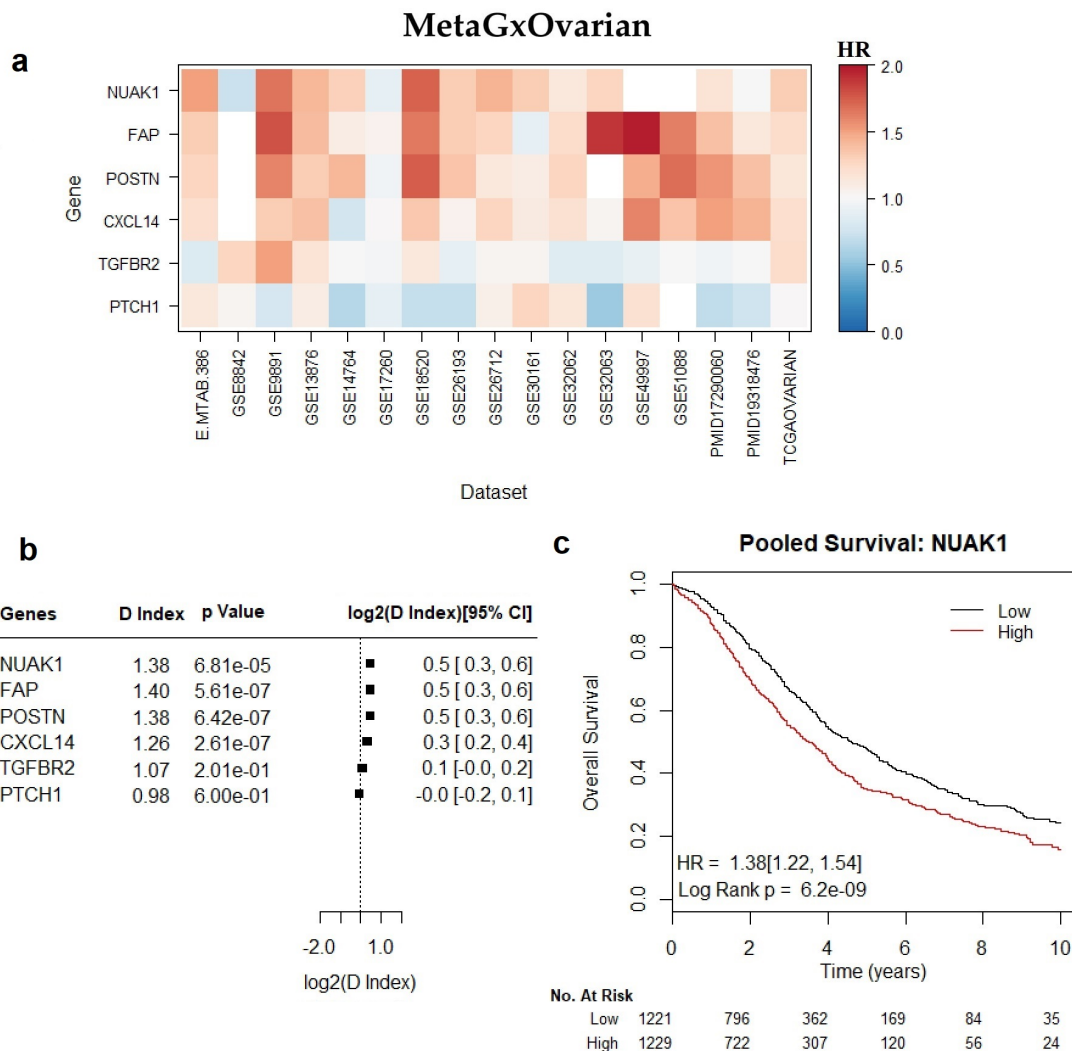 MetaGxOvarian
a
HR
NUAK1
FAP
POSTN
CXCL14
TGFBR2
PTCH1
Gene
2.0
1.5
1.0
0.5
0.0
E.MTAB.386
GSE8842
GSE9891
GSE13876
GSE14764
GSE17260
GSE18520
GSE26193
GSE26712
GSE30161
GSE32062
GSE32063
GSE49997
GSE51088
PMID17290060
PMID19318476
TCGAOVARIAN
Dataset
b
Genes D Index p Value log2(D Index)[95% CI]
NUAK1 1.38 6.81e-05 0.5 [ 0.3, 0.6]
FAP 1.40 5.61e-07 0.5 [ 0.3, 0.6]
POSTN 1.38 6.42e-07 0.5 [ 0.3, 0.6]
CXCL14 1.26 2.61e-07 0.3 [ 0.2, 0.4]
TGFBR2 1.07 2.01e-01 0.1 [-0.0, 0.2]
PTCH1 0.98 6.00e-01 -0.0 [-0.2, 0.1]
-2.0 1.0
log2(D Index)
c
Pooled Survival: NUAK1
Low
High
Overall Survival
1.0
0.8
0.6
0.4
0.2
0.0
HR = 1.38[1.22, 1.54]
Log Rank p = 6.2e-09
0 2 4 6 8 10
Time (years)
No. At Risk
Low 1221 796 362 169 84 35
High 1229 722 307 120 56 24